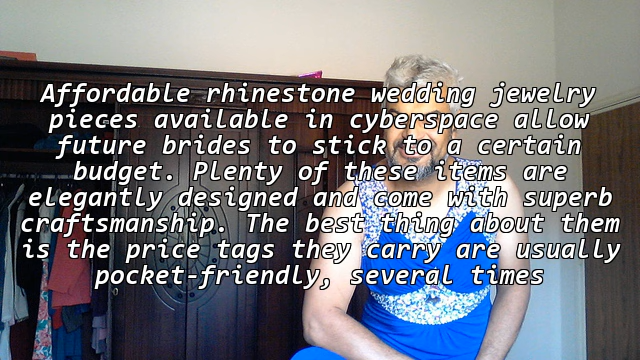 Affordable rhinestone wedding jewelry
pieces available in cyberspace allow
future brides to stick to a certain
budget. Plenty of these items are
elegantly designed and come with superb
craftsmanship. The best thing about them
is the price tags they carry are usually
pocket-friendly, several times